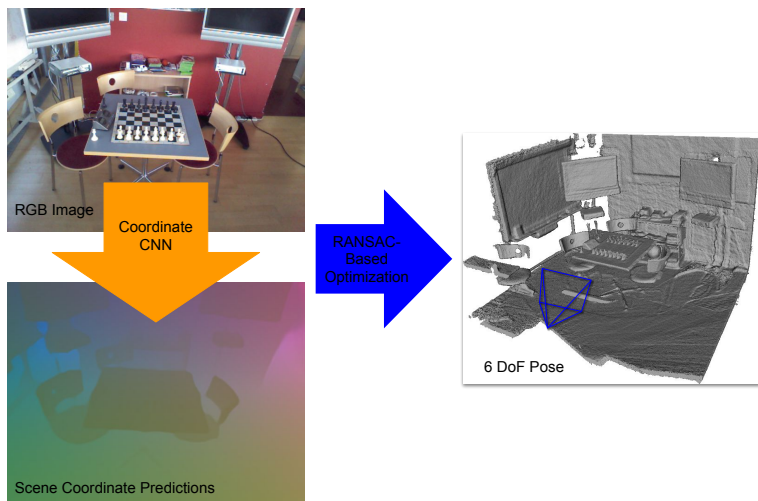 RGB Image
Coordinate
CNN
RANSAC-
Based
Optimization
6 DoF Pose
Scene Coordinate Predictions